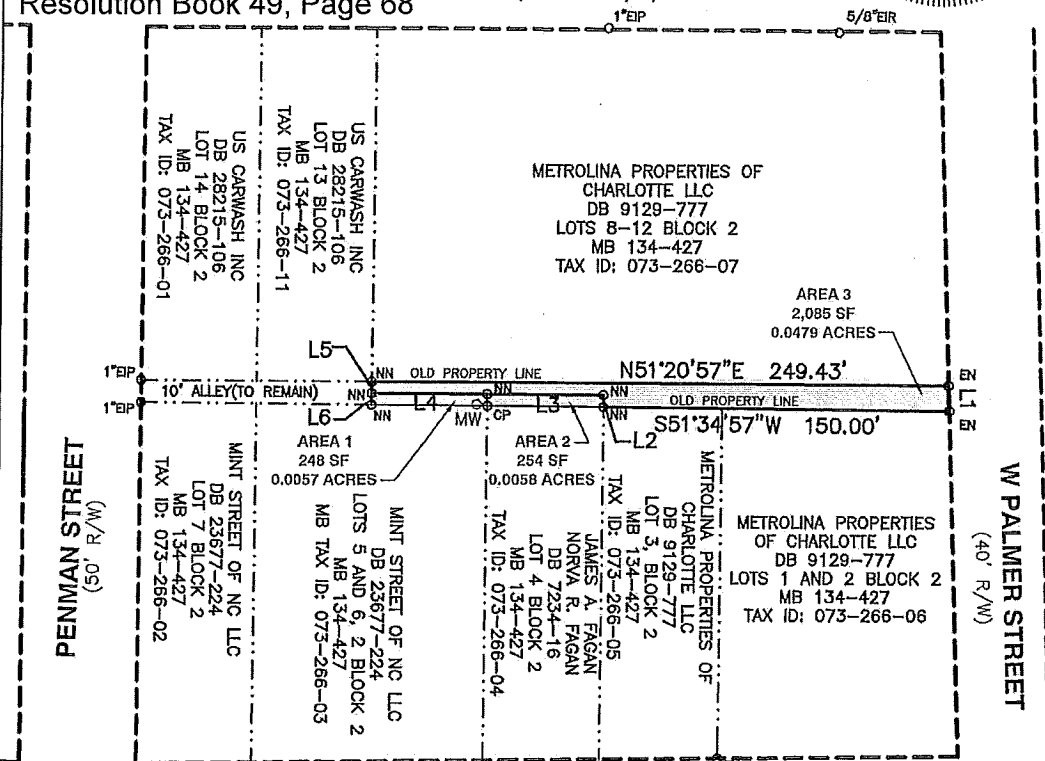 Resolution Book 49, Page 68
1"EIP
5/8"EIR
US CARWASH INC
DB 28215-106
LOT 14 BLOCK 2
MB 134-427
TAX ID: 073-266-01
US CARWASH INC
DB 28215-106
LOT 13 BLOCK 2
MB 134-427
TAX ID: 073-266-11
METROLINA PROPERTIES OF
CHARLOTTE LLC
DB 9129-777
LOTS 8-12 BLOCK 2
MB 134-427
TAX ID: 073-266-07
AREA 3
2,085 SF
0.0479 ACRES
L5
1"EIP
NN
OLD PROPERTY LINE
N51°20'57"E 249.43'
EN
10' ALLEY(TO REMAIN)
NN
L4
NN
L3
NN
OLD PROPERTY LINE
L1
1"EIP
L6
NN
MW
CP
NN
L2
S51°34'57"W 150.00'
EN
AREA 1
248 SF
0.0057 ACRES
AREA 2
254 SF
0.0058 ACRES
PENMAN STREET
(50' R/W)
MINT STREET OF NC LLC
DB 23677-224
LOT 7 BLOCK 2
MB 134-427
TAX ID: 073-266-02
MINT STREET OF NC LLC
DB 23677-224
LOTS 5 AND 6, 2 BLOCK 2
MB 134-427
MB TAX ID: 073-266-03
JAMES A. FAGAN
NORVA R. FAGAN
DB 7234-16
LOT 4 BLOCK 2
MB 134-427
TAX ID: 073-266-04
METROLINA PROPERTIES OF
CHARLOTTE LLC
DB 9129-777
LOT 3, BLOCK 2
MB 134-427
TAX ID: 073-266-05
METROLINA PROPERTIES
OF CHARLOTTE LLC
DB 9129-777
LOTS 1 AND 2 BLOCK 2
MB 134-427
TAX ID: 073-266-06
W PALMER STREET
(40' R/W)